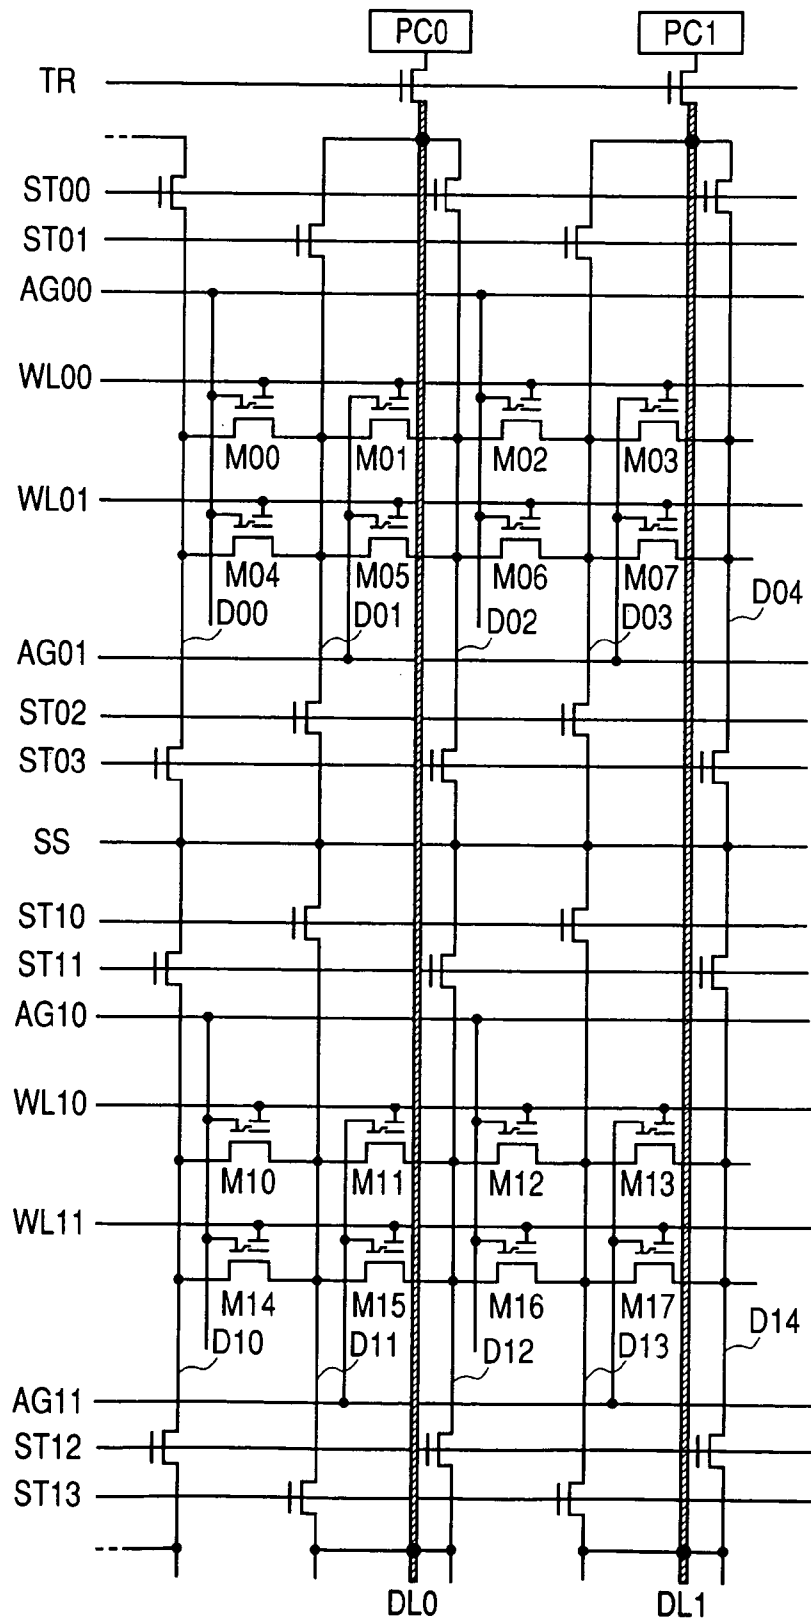 PC0 PC1
TR
ST00
ST01
AG00
WL00
M00 M01 M02 M03
WL01
M04 M05 M06 M07
D00 D01 D02 D03 D04
AG01
ST02
ST03
SS
ST10
ST11
AG10
WL10
M10 M11 M12 M13
WL11
M14 M15 M16 M17
D10 D11 D12 D13 D14
AG11
ST12
ST13
DL0 DL1